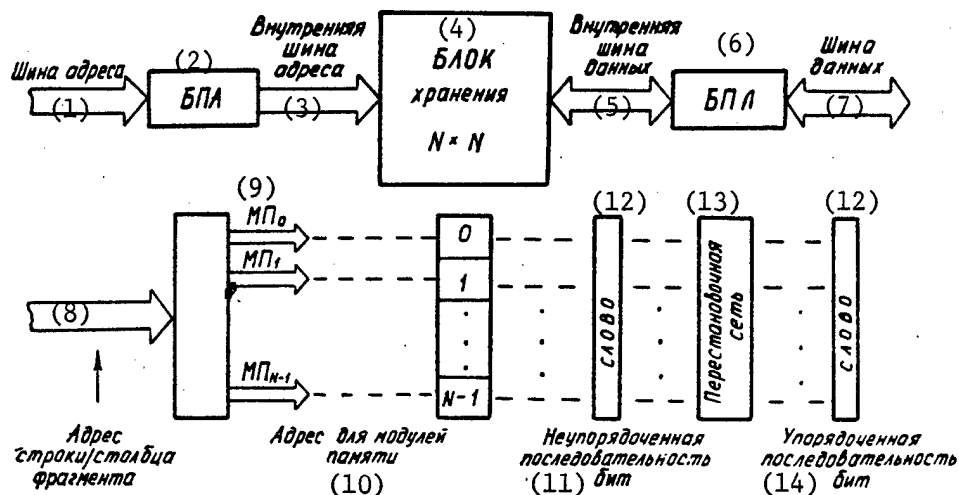 Шина адреса
(1)
(2)
БПА
Внутренняя
шина
адреса
(3)
(4)
БЛОК
хранения
N × N
Внутренняя
шина
данных
(5)
(6)
БПЛ
Шина
данных
(7)
(8)
(9)
МП₀
МП₁
МПN-1
0
1
N-1
(12)
СЛОВО
(13)
Перестановочная
сеть
(12)
СЛОВО
Адрес
строки/столбца
фрагмента
Адрес для модулей
памяти
(10)
Неупорядоченная
последовательность
(11) бит
Упорядоченная
последовательность
(14) бит